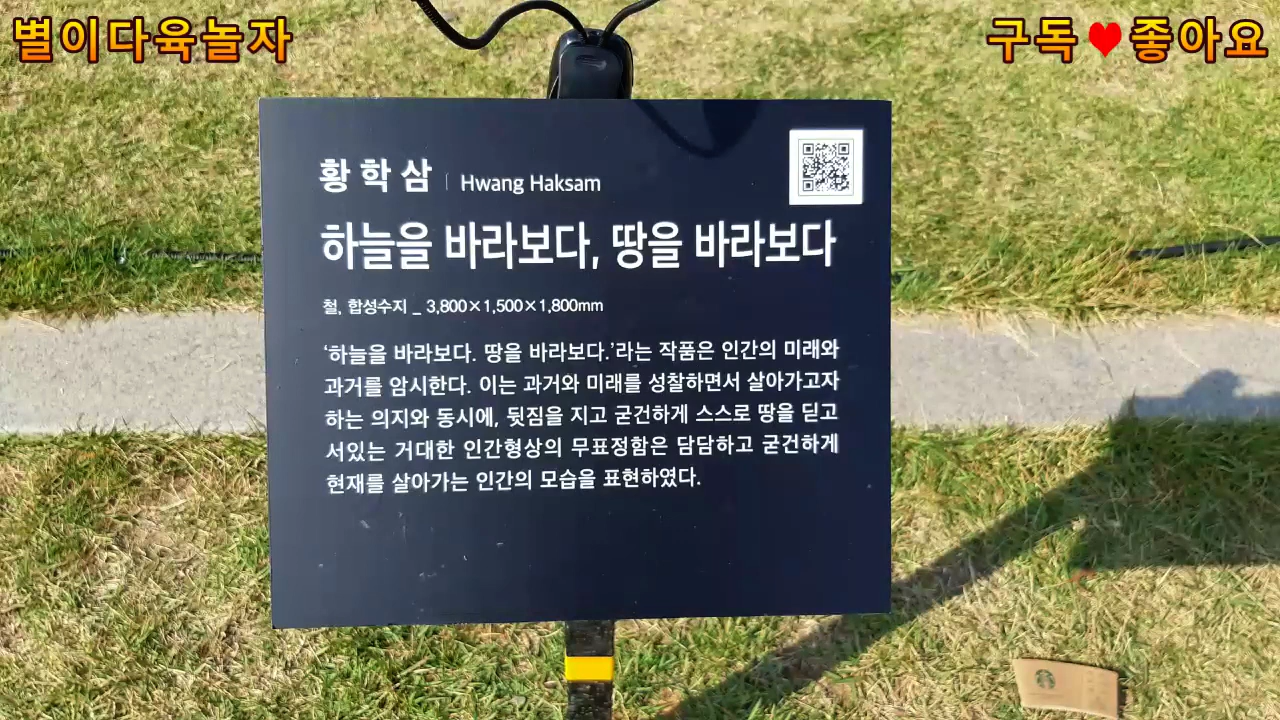 별이다육놀자
구독♥좋아요
황학삼 | Hwang Haksam
하늘을 바라보다, 땅을 바라보다
철, 합성수지 _ 3,800×1,500×1,800mm
‘하늘을 바라보다. 땅을 바라보다.’라는 작품은 인간의 미래와
과거를 암시한다. 이는 과거와 미래를 성찰하면서 살아가고자
하는 의지와 동시에, 뒷짐을 지고 굳건하게 스스로 땅을 딛고
서있는 거대한 인간형상의 무표정함은 담담하고 굳건하게
현재를 살아가는 인간의 모습을 표현하였다.